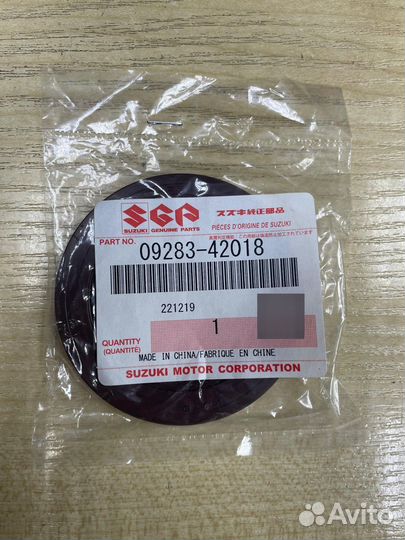 SGP スズキ純正部品
SUZUKI GENUINE PARTS PIÈCES D'ORIGINE DE SUZUKI
PART NO. 09283-42018
221219
QUANTITY 1
(QUANTITÉ)
MADE IN CHINA/FABRIQUE EN CHINE
SUZUKI MOTOR CORPORATION
Avito